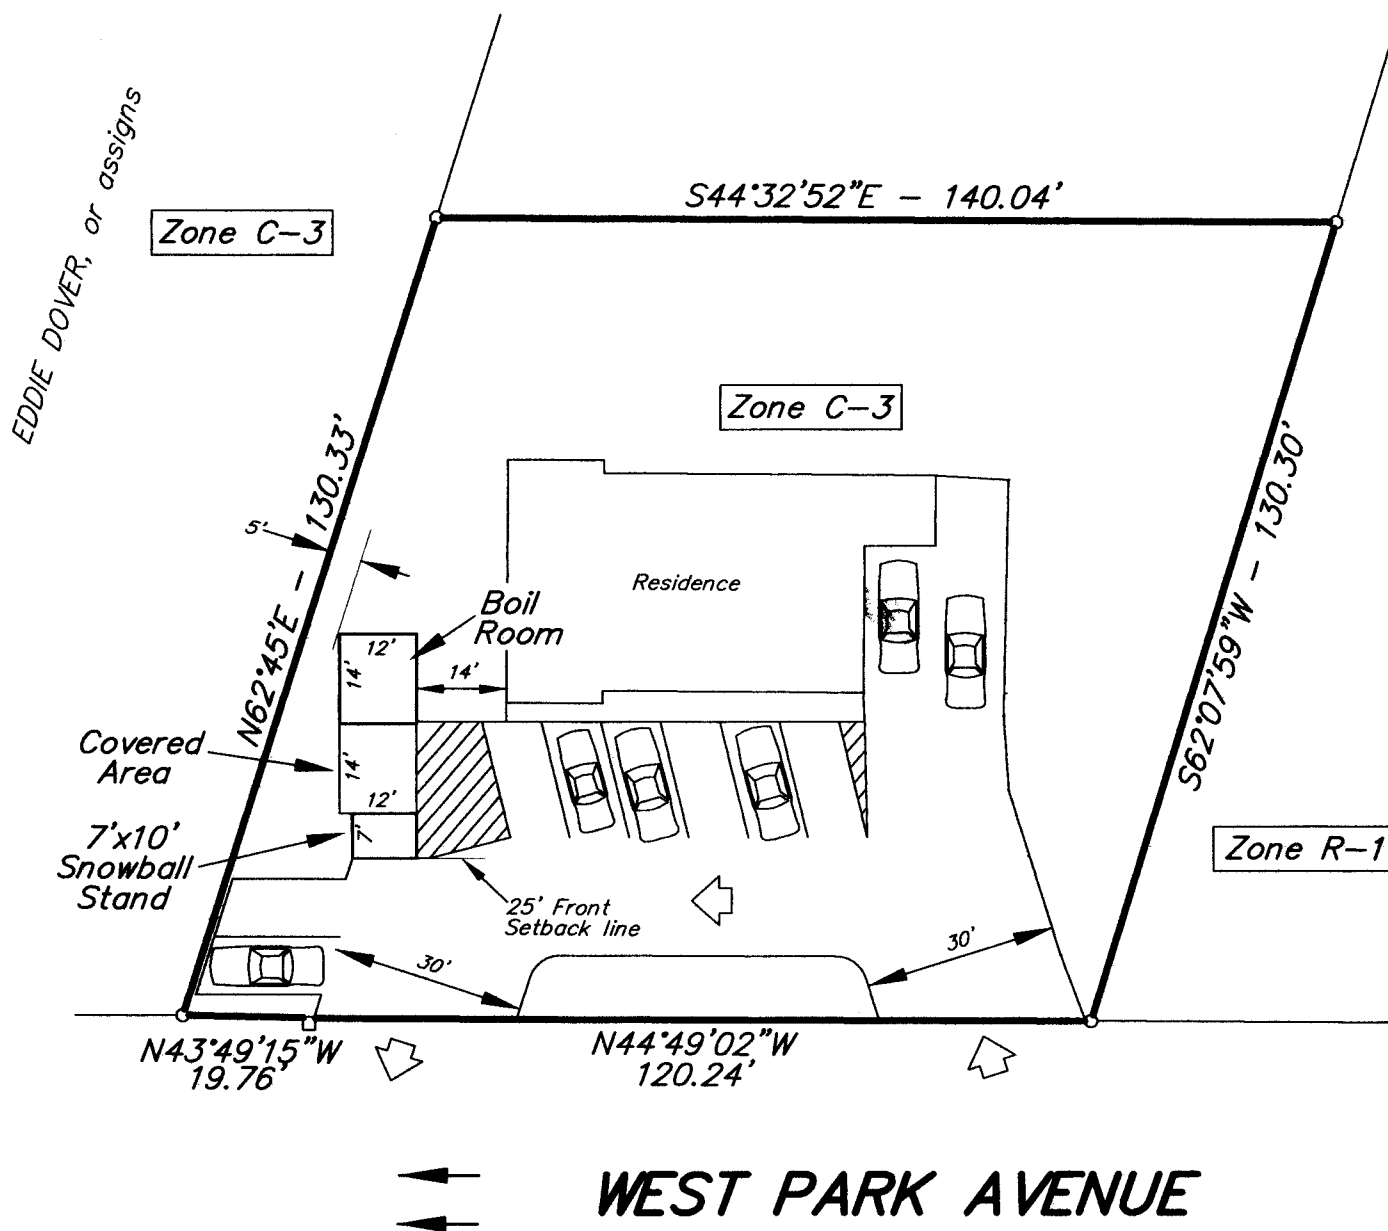 EDDIE DOVER, or assigns
Zone C-3
S44°32'52"E - 140.04'
Zone C-3
N62°45'E - 130.33'
S62°07'59"W - 130.30'
5'
Residence
Boil
Room
12'
14'
14'
Covered
Area
14'
12'
7'x10'
Snowball
Stand
7'
Zone R-1
25' Front
Setback line
30'
30'
N43°49'15"W
19.76'
N44°49'02"W
120.24'
WEST PARK AVENUE